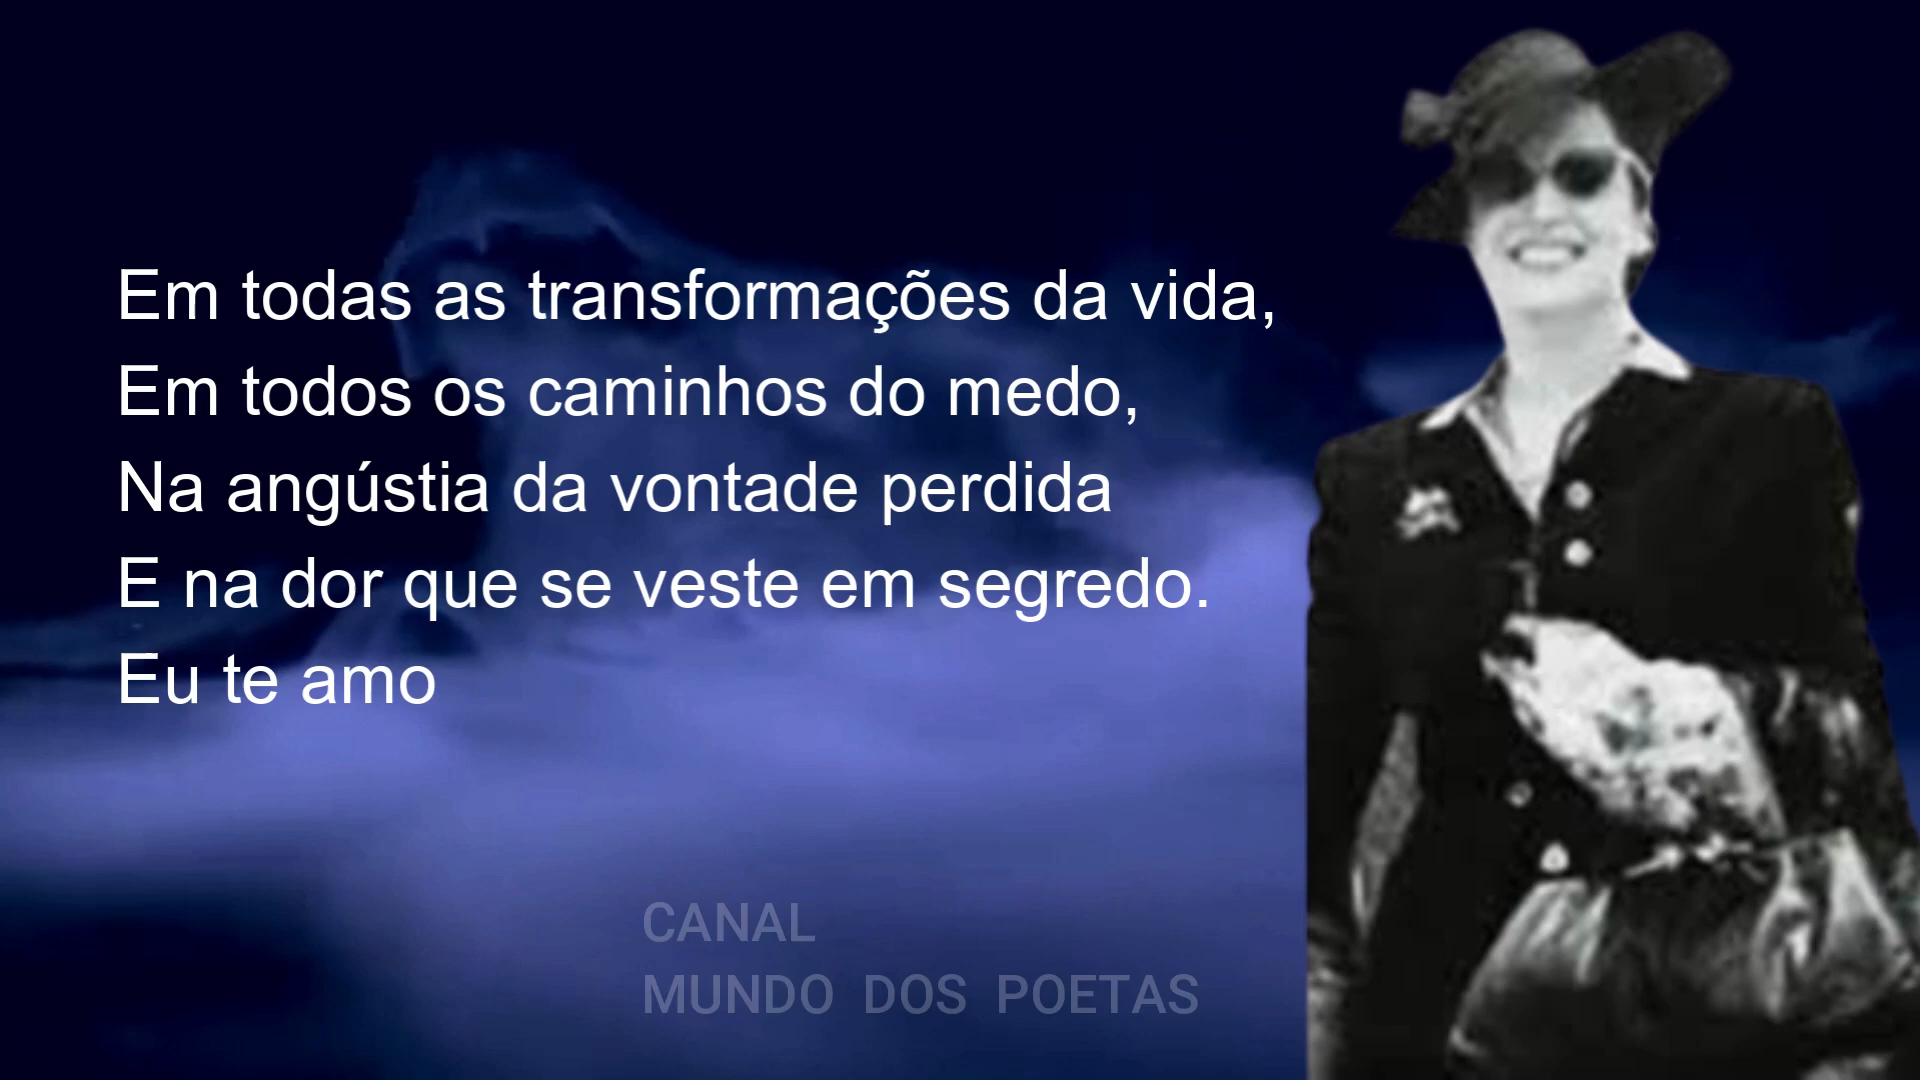 Em todas as transformações da vida,
Em todos os caminhos do medo,
Na angústia da vontade perdida
E na dor que se veste em segredo.
Eu te amo
CANAL
MUNDO DOS POETAS